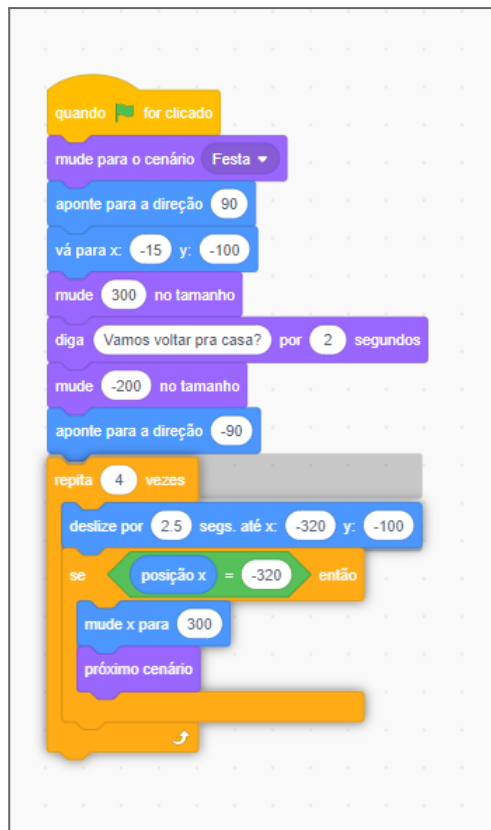 quando for clicado
mude para o cenário Festa
aponte para a direção 90
vá para x: -15 y: -100
mude 300 no tamanho
diga Vamos voltar pra casa? por 2 segundos
mude -200 no tamanho
aponte para a direção -90
repita 4 vezes
deslize por 2.5 segs. até x: -320 y: -100
se posição x = -320 então
mude x para 300
próximo cenário